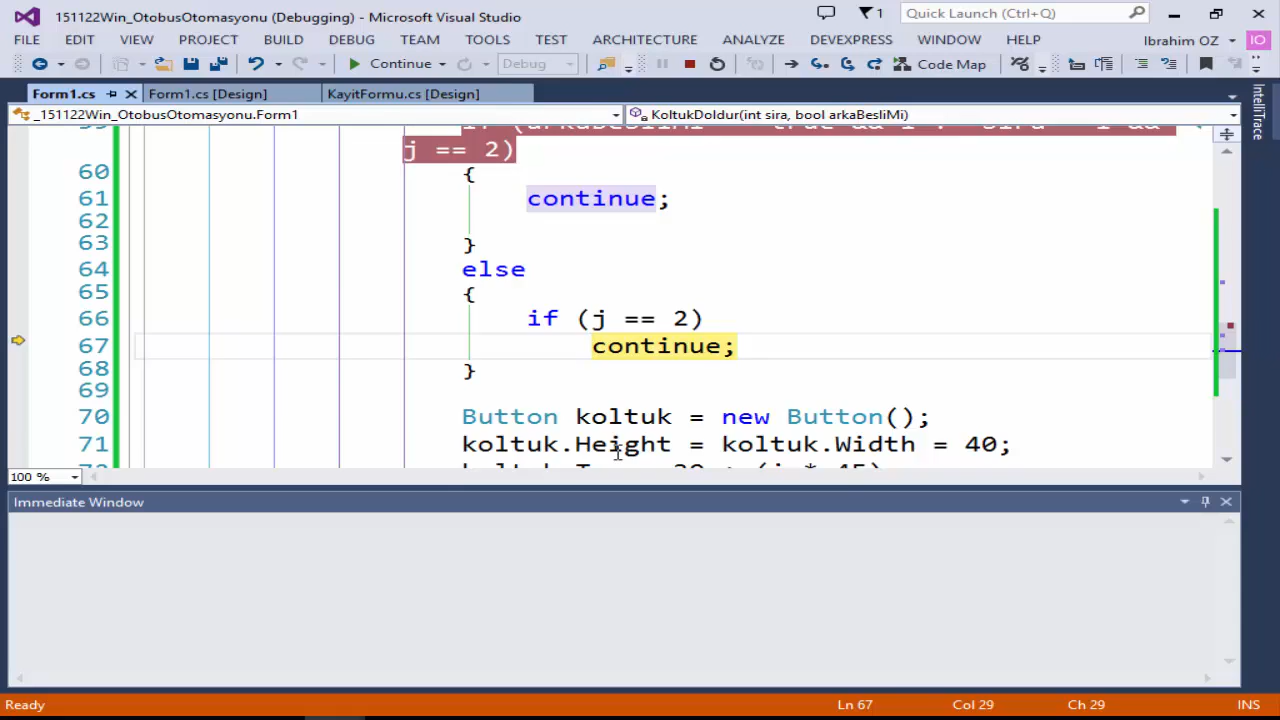 151122Win_OtobusOtomasyonu (Debugging) - Microsoft Visual Studio
1
Quick Launch (Ctrl+Q)
FILE EDIT VIEW PROJECT BUILD DEBUG TEAM TOOLS TEST ARCHITECTURE ANALYZE DEVEXPRESS WINDOW HELP Ibrahim OZ IO
Continue Debug Code Map
Form1.cs Form1.cs [Design] KayitFormu.cs [Design]
_151122Win_OtobusOtomasyonu.Form1 KoltukDoldur(int sira, bool arkaBesliMi)
IntelliTrace
j == 2)
60 {
61 continue;
62
63 }
64 else
65 {
66 if (j == 2)
67 continue;
68 }
69
70 Button koltuk = new Button();
71 koltuk.Height = koltuk.Width = 40;
100 %
Immediate Window
Ready Ln 67 Col 29 Ch 29 INS